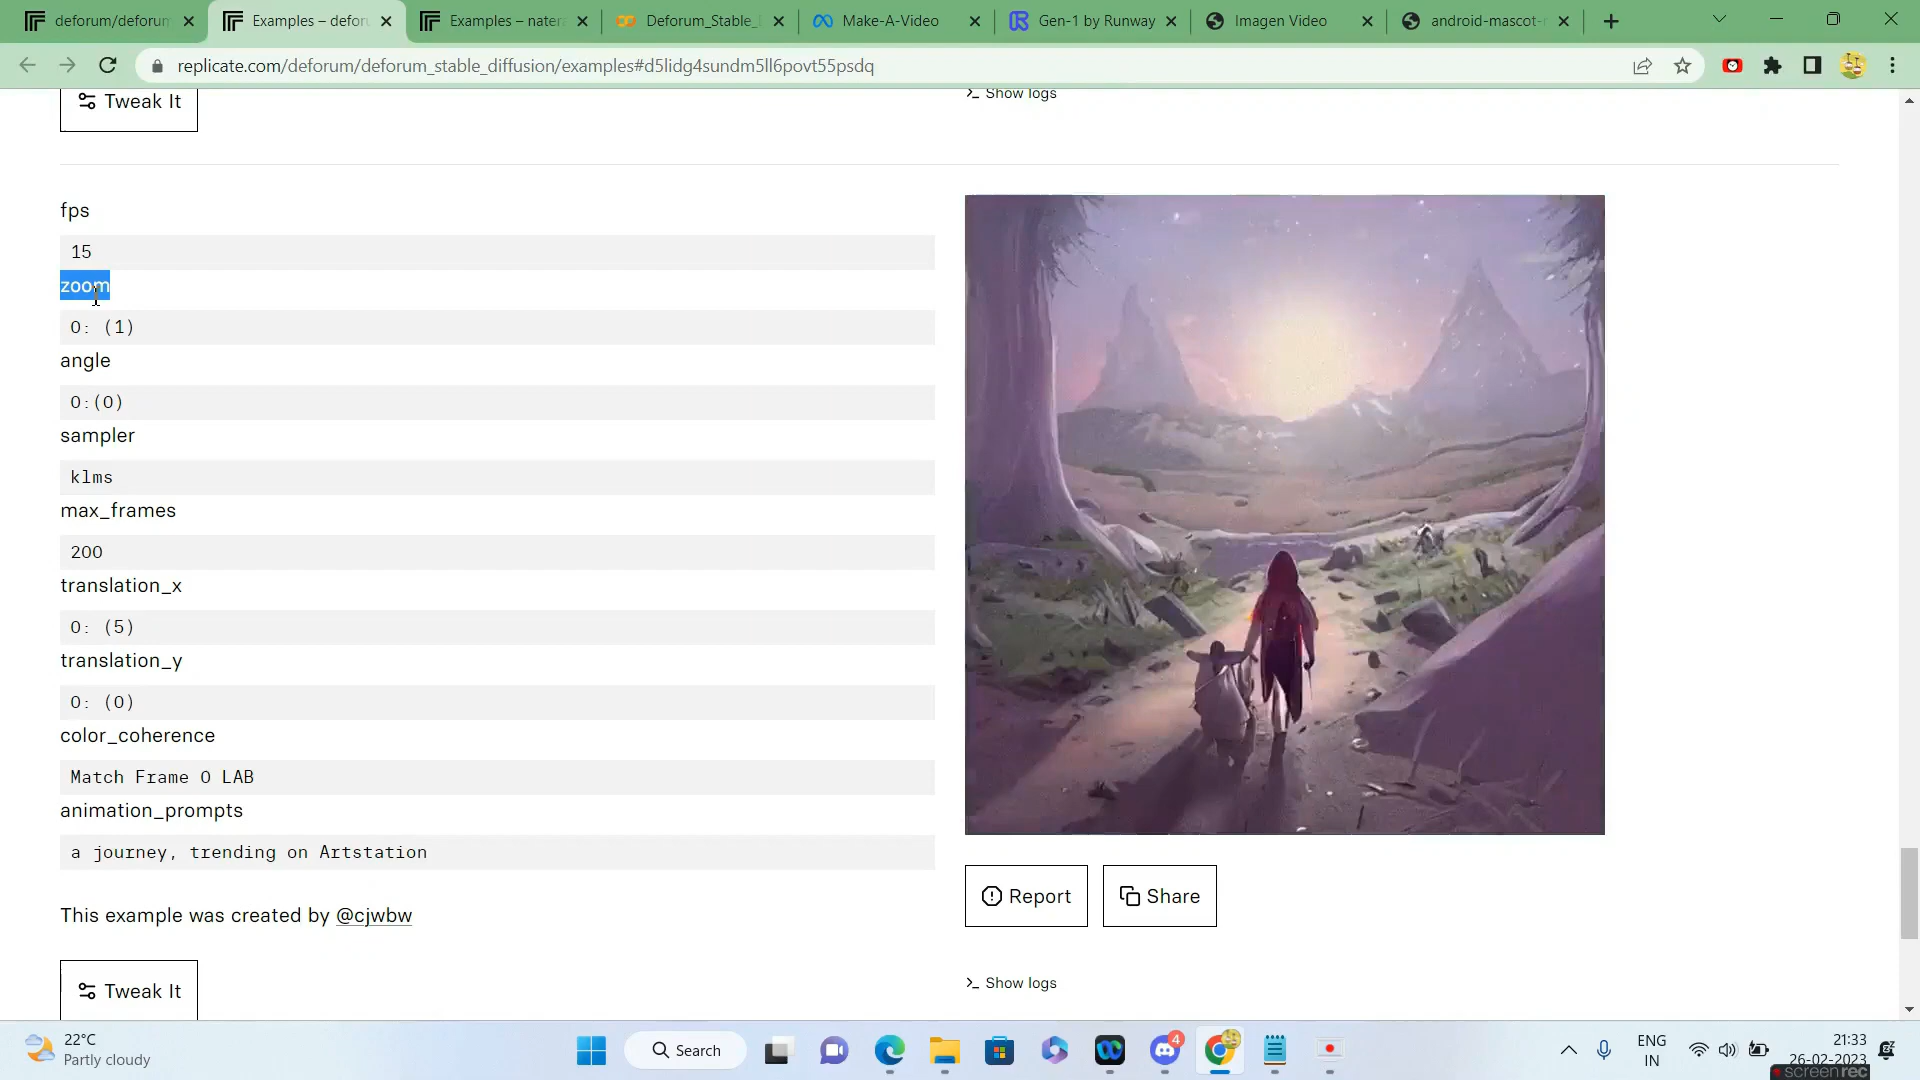 deforum/deforum
Examples – defor
Examples – nater
Deforum_Stable_
Make-A-Video
Gen-1 by Runway
Imagen Video
android-mascot-
replicate.com/deforum/deforum_stable_diffusion/examples#d5lidg4sundm5ll6povt55psdq
Tweak It
>_ Show logs
fps
15
zoom
0: (1)
angle
0:(0)
sampler
klms
max_frames
200
translation_x
0: (5)
translation_y
0: (0)
color_coherence
Match Frame 0 LAB
animation_prompts
a journey, trending on Artstation
This example was created by @cjwbw
Report
Share
Tweak It
>_ Show logs
22°C
Partly cloudy
Search
4
ENG
IN
21:33
26-02-2023
screenrec